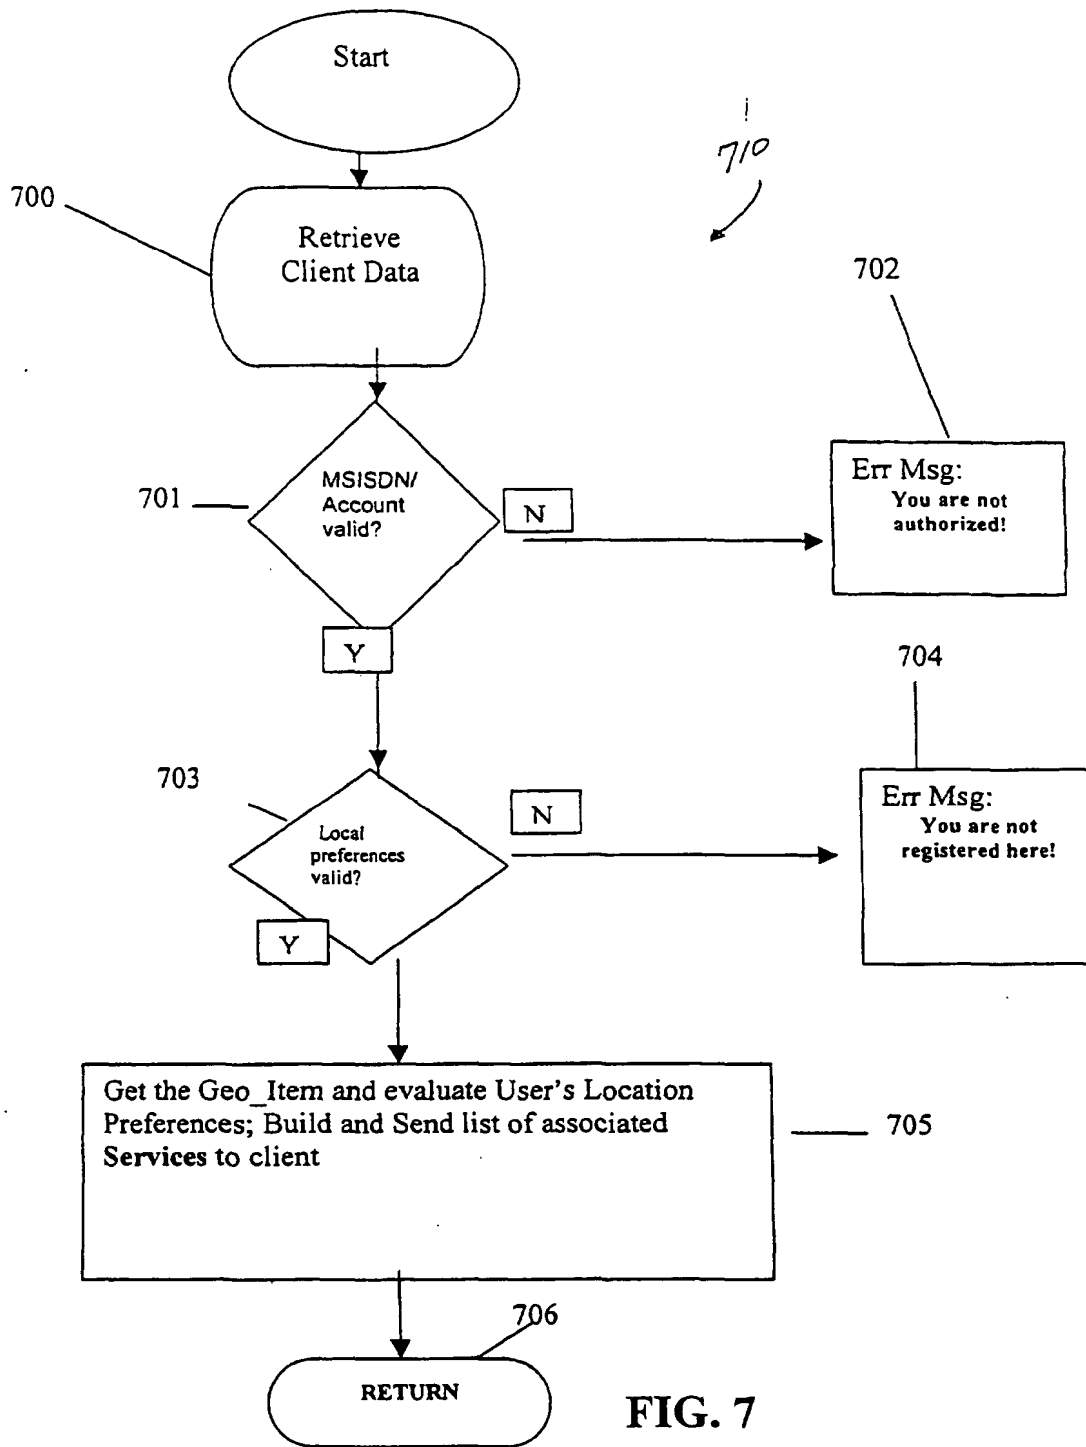 Start
710
700
Retrieve
Client Data
702
Err Msg:
You are not
authorized!
701
MSISDN/
Account
valid?
N
Y
704
703
Local
preferences
valid?
N
Err Msg:
You are not
registered here!
Y
Get the Geo_Item and evaluate User's Location
Preferences; Build and Send list of associated
Services to client
705
706
RETURN
FIG. 7